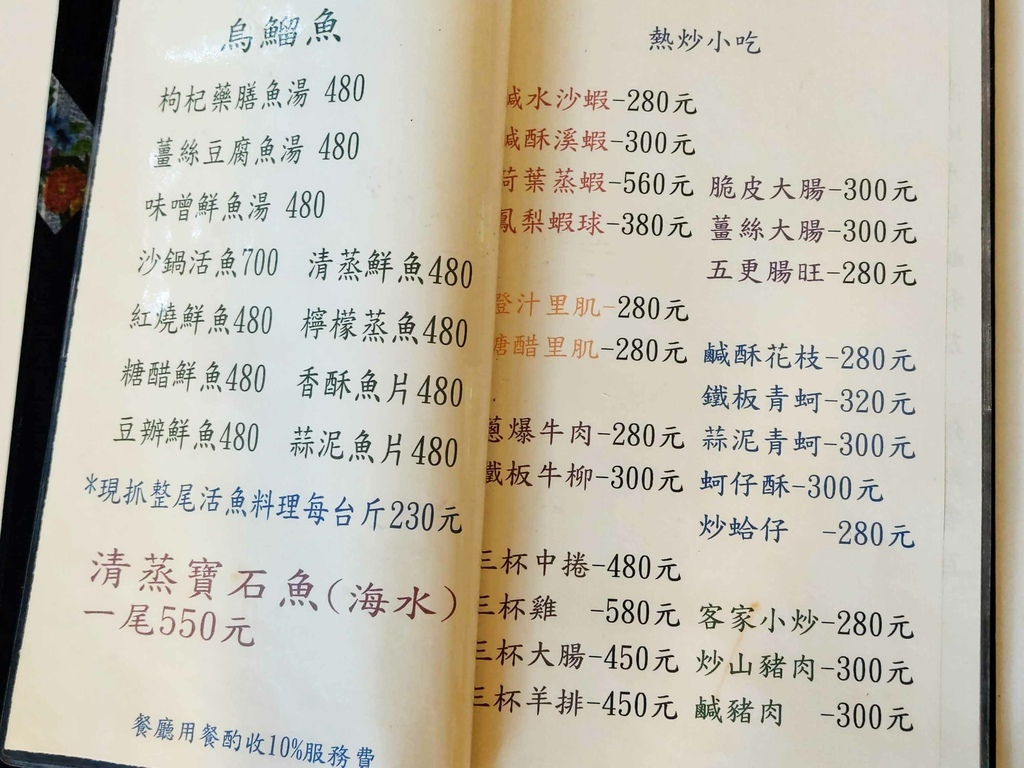 烏鰡魚
枸杞藥膳魚湯 480
薑絲豆腐魚湯 480
味噌鮮魚湯 480
沙鍋活魚700 清蒸鮮魚480
紅燒鮮魚480 檸檬蒸魚480
糖醋鮮魚480 香酥魚片480
豆瓣鮮魚480 蒜泥魚片480
*現抓整尾活魚料理每台斤230元
清蒸寶石魚(海水)
一尾550元
餐廳用餐酌收10%服務費
熱炒小吃
鹹水沙蝦-280元
鹹酥溪蝦-300元
荷葉蒸蝦-560元 脆皮大腸-300元
鳳梨蝦球-380元 薑絲大腸-300元
五更腸旺-280元
橙汁里肌-280元
糖醋里肌-280元 鹹酥花枝-280元
鐵板青蚵-320元
蔥爆牛肉-280元 蒜泥青蚵-300元
鐵板牛柳-300元 蚵仔酥-300元
炒蛤仔 -280元
三杯中捲-480元
三杯雞 -580元 客家小炒-280元
三杯大腸-450元 炒山豬肉-300元
三杯羊排-450元 鹹豬肉 -300元